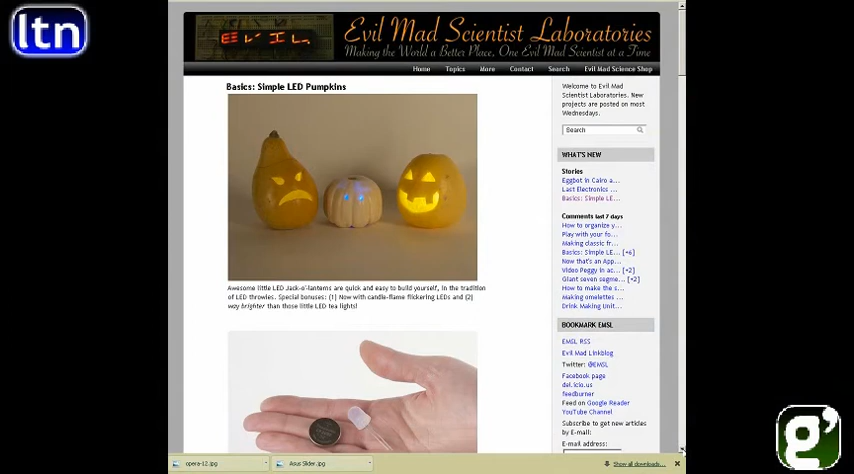 ltn
EVIL
Evil Mad Scientist Laboratories
Making the World a Better Place, One Evil Mad Scientist at a Time
Home Topics More Contact Search Evil Mad Science Shop
Basics: Simple LED Pumpkins
Awesome little LED Jack-o'-lanterns are quick and easy to build yourself, in the tradition
of LED throwies. Special bonuses: (1) Now with candle-flame flickering LEDs and (2)
way brighter than those little LED tea lights!
Welcome to Evil Mad
Scientist Laboratories. New
projects are posted on most
Wednesdays.
Search
WHAT'S NEW
Stories
Eggbot in Cairo a...
Last Electronics ...
Basics: Simple LE...
Comments last 7 days
How to organize y...
Play with your fo...
Making classic fr...
Basics: Simple LE... [+6]
Now that's an App...
Video Peggy in ac... [+2]
Giant seven segme... [+2]
How to make the s...
Making omelettes ...
Drink Making Unit...
BOOKMARK EMSL
EMSL RSS
Evil Mad Linkblog
Twitter: @EMSL
Facebook page
del.icio.us
feedburner
Feed on Google Reader
YouTube Channel
Subscribe to get new articles
by E-mail:
E-mail address:
opera-12.jpg
Asus Slider.jpg
Show all downloads...
g'